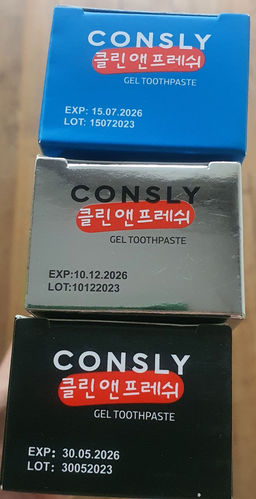 CONSLY
클린 앤 프레쉬
GEL TOOTHPASTE
EXP: 15.07.2026
LOT: 15072023
CONSLY
클린 앤 프레쉬
GEL TOOTHPASTE
EXP:10.12.2026
LOT:10122023
CONSLY
클린 앤 프레쉬
GEL TOOTHPASTE
EXP: 30.05.2026
LOT: 30052023